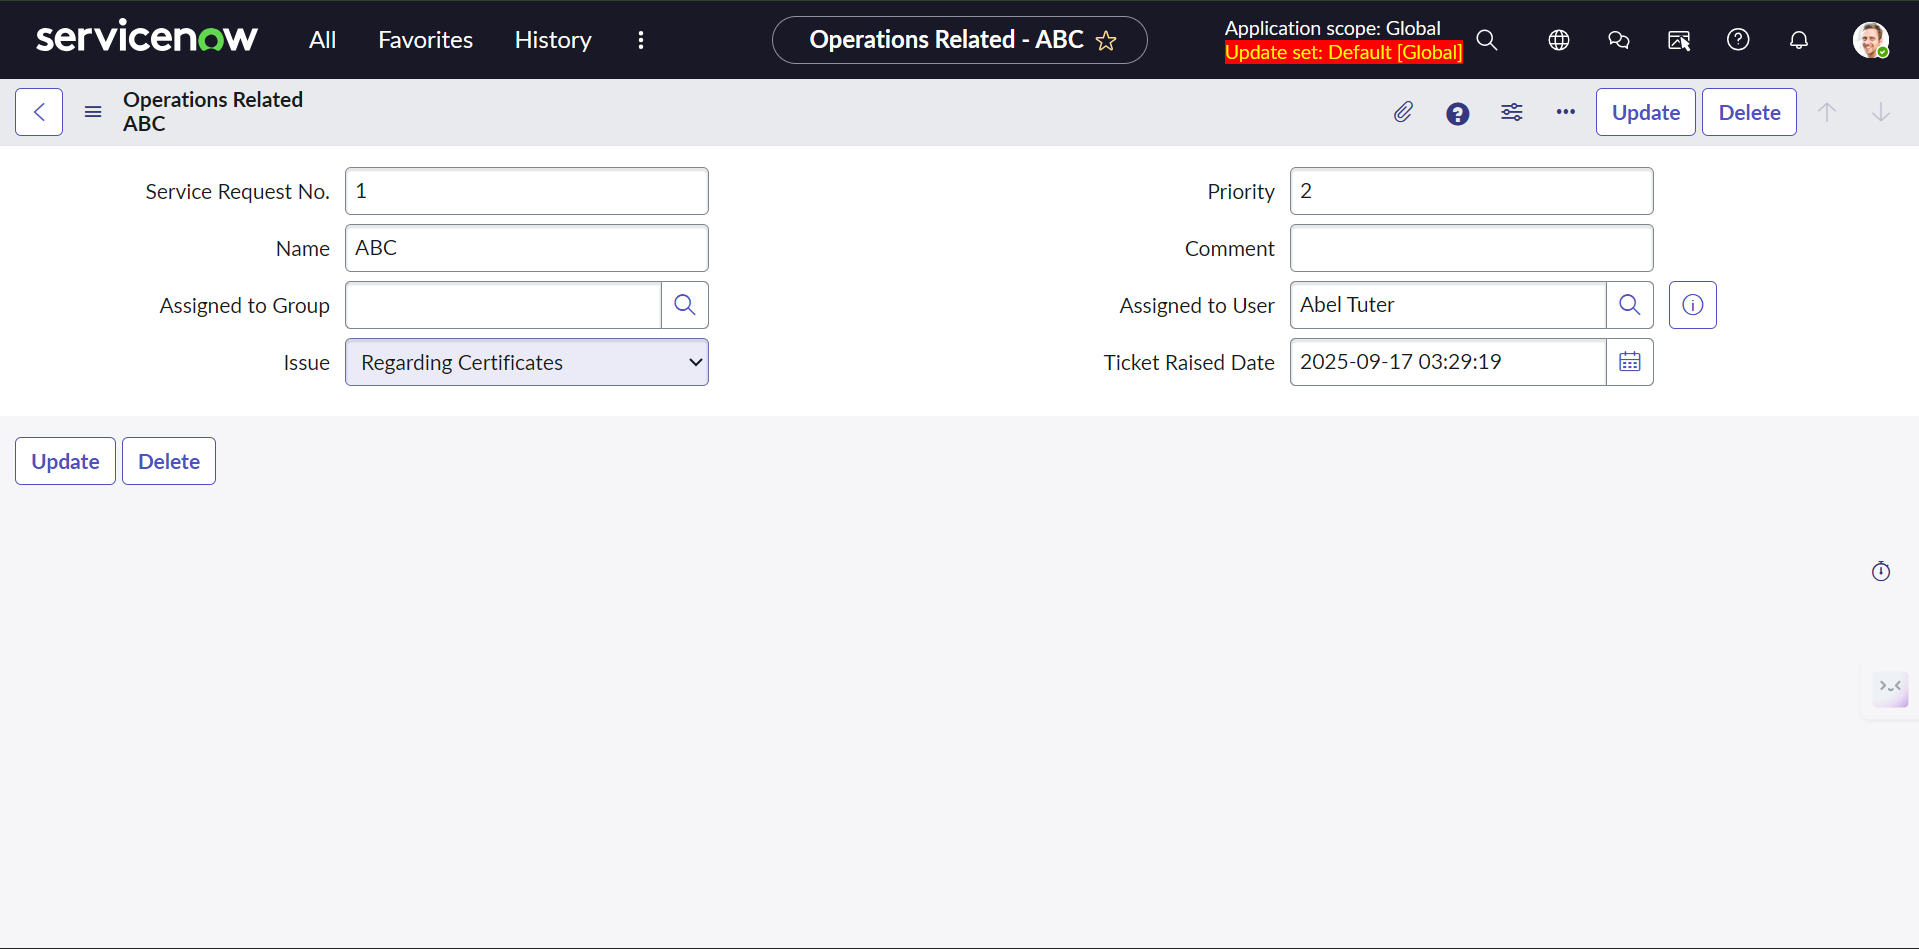 servicenow
All
Favorites
History
Operations Related - ABC
Application scope: Global
Update set: Default [Global]
Operations Related
ABC
Update
Delete
Service Request No.
1
Priority
2
Name
ABC
Comment
Assigned to Group
Assigned to User
Abel Tuter
Issue
Regarding Certificates
Ticket Raised Date
2025-09-17 03:29:19
Update
Delete